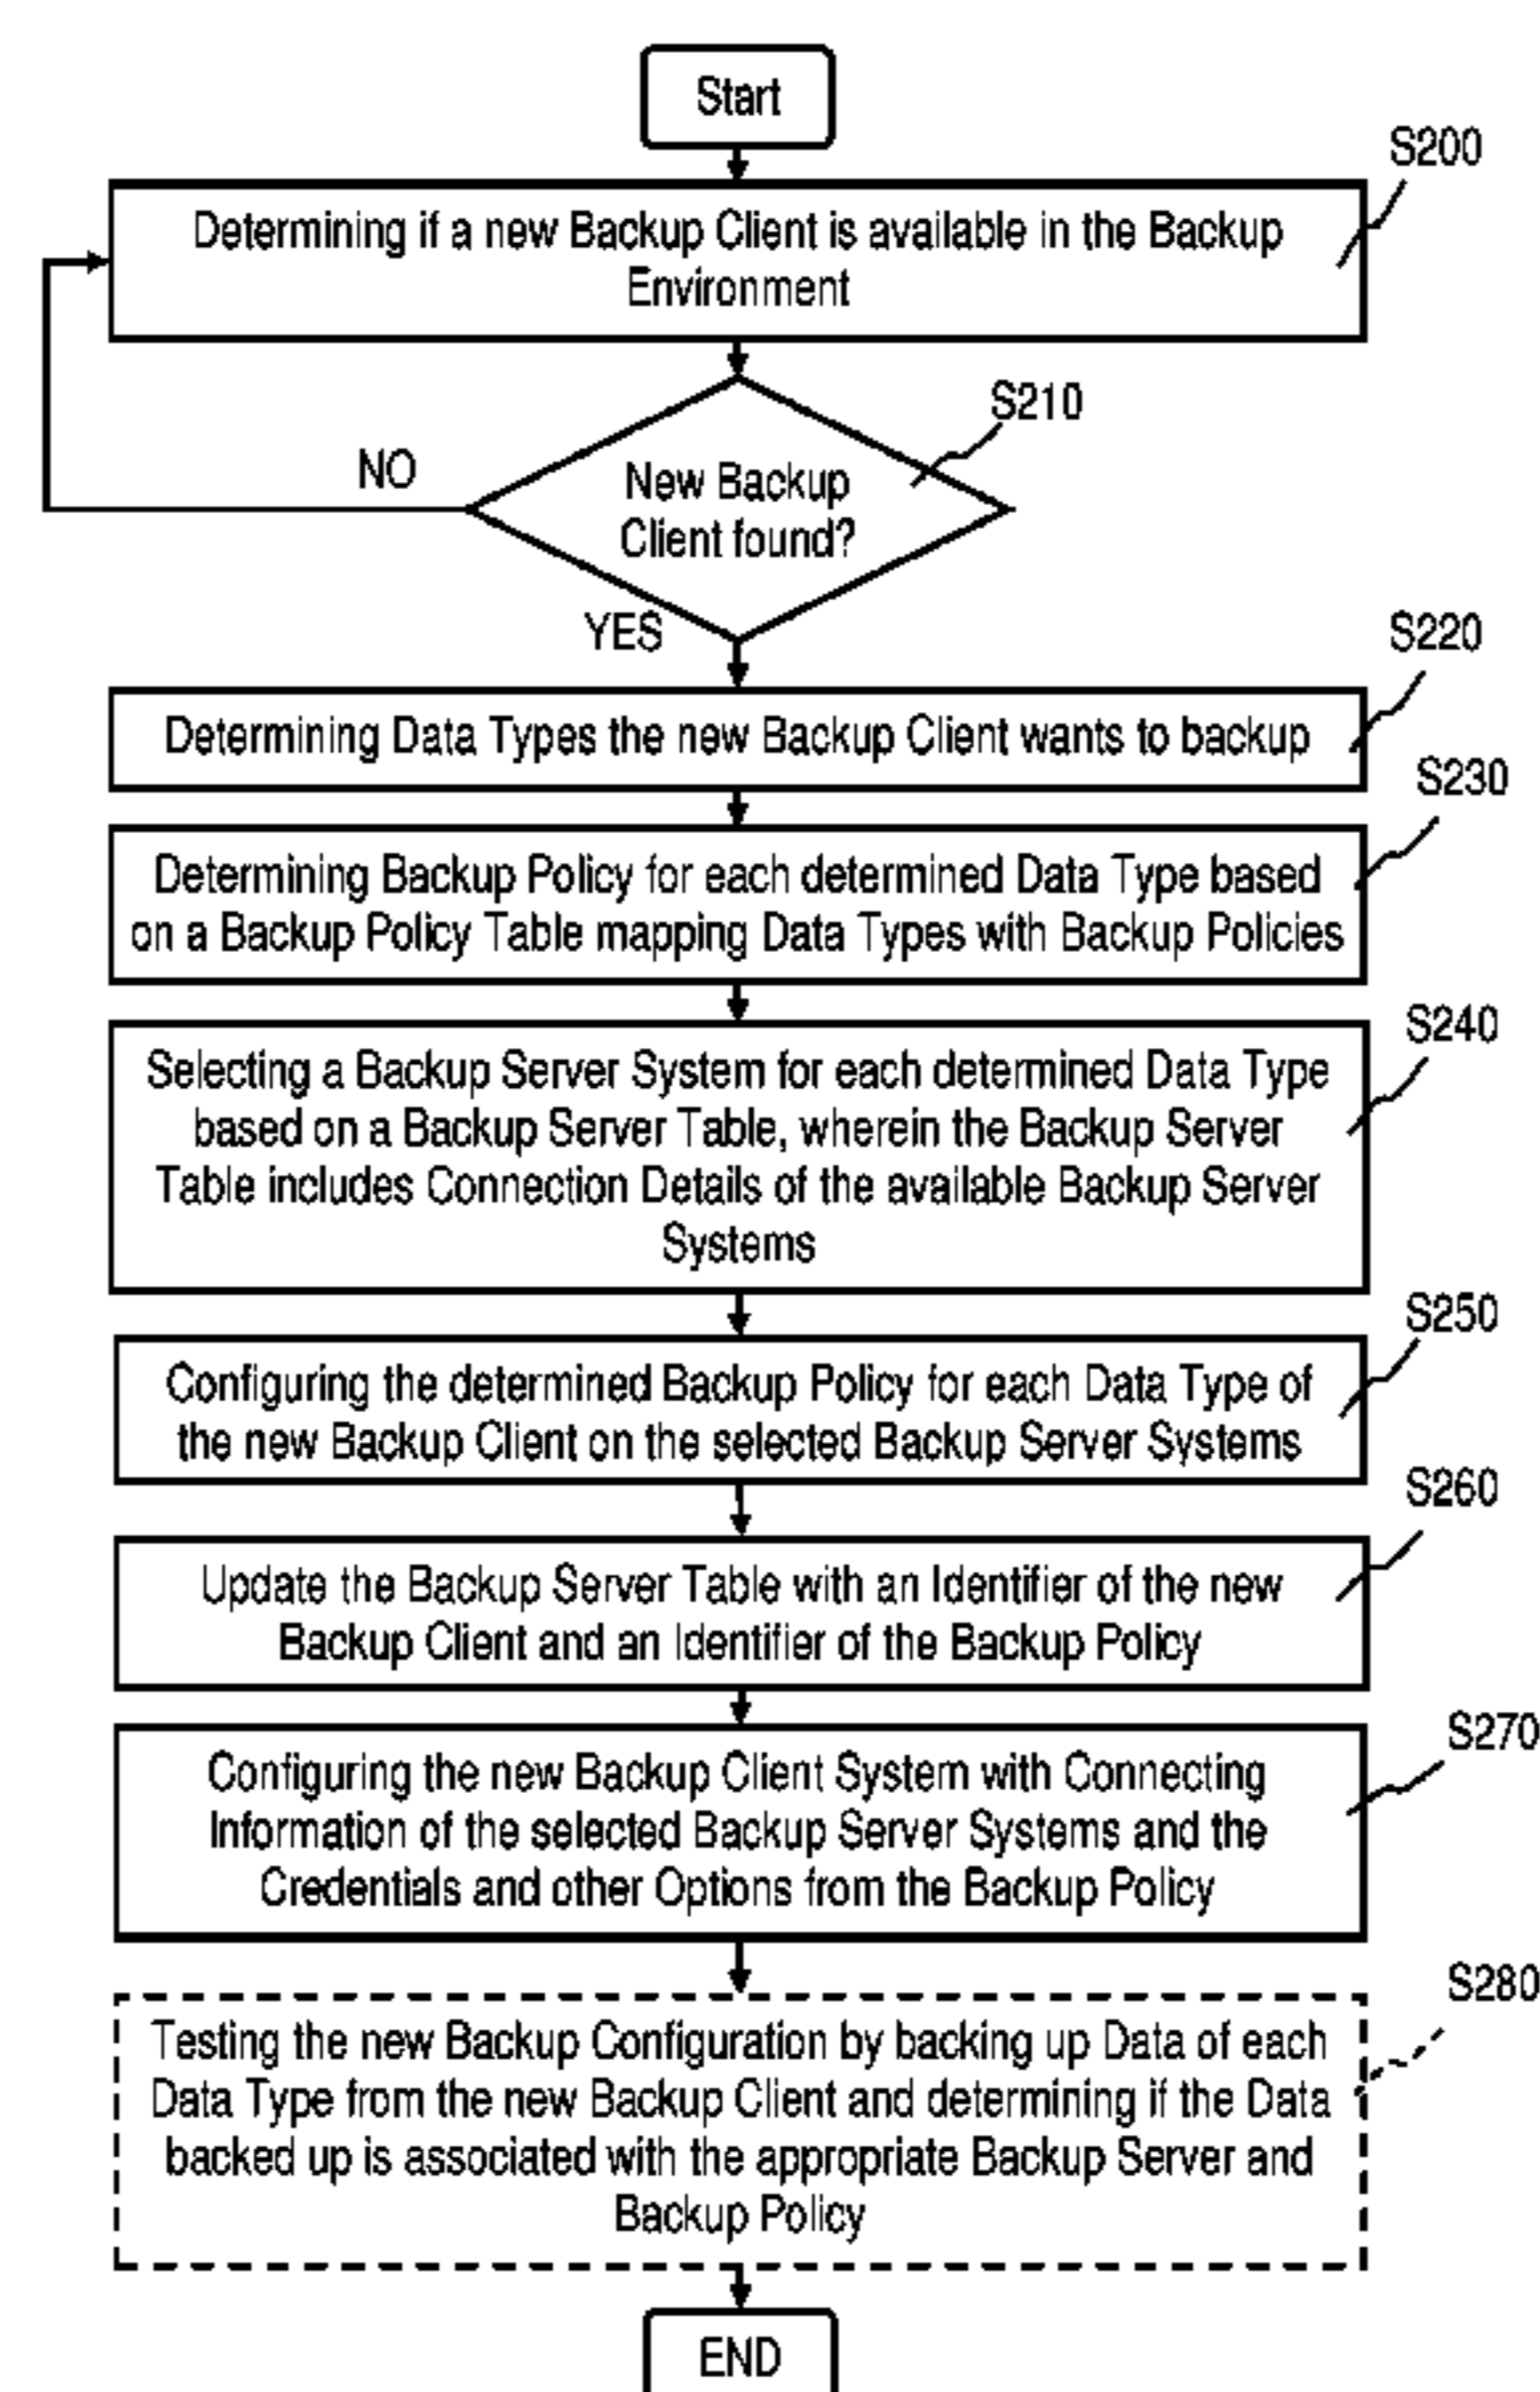 Start
S200
Determining if a new Backup Client is available in the Backup
Environment
S210
NO
New Backup
Client found?
YES
S220
Determining Data Types the new Backup Client wants to backup
S230
Determining Backup Policy for each determined Data Type based
on a Backup Policy Table mapping Data Types with Backup Policies
S240
Selecting a Backup Server System for each determined Data Type
based on a Backup Server Table, wherein the Backup Server
Table includes Connection Details of the available Backup Server
Systems
S250
Configuring the determined Backup Policy for each Data Type of
the new Backup Client on the selected Backup Server Systems
S260
Update the Backup Server Table with an Identifier of the new
Backup Client and an Identifier of the Backup Policy
S270
Configuring the new Backup Client System with Connecting
Information of the selected Backup Server Systems and the
Credentials and other Options from the Backup Policy
S280
Testing the new Backup Configuration by backing up Data of each
Data Type from the new Backup Client and determining if the Data
backed up is associated with the appropriate Backup Server and
Backup Policy
END